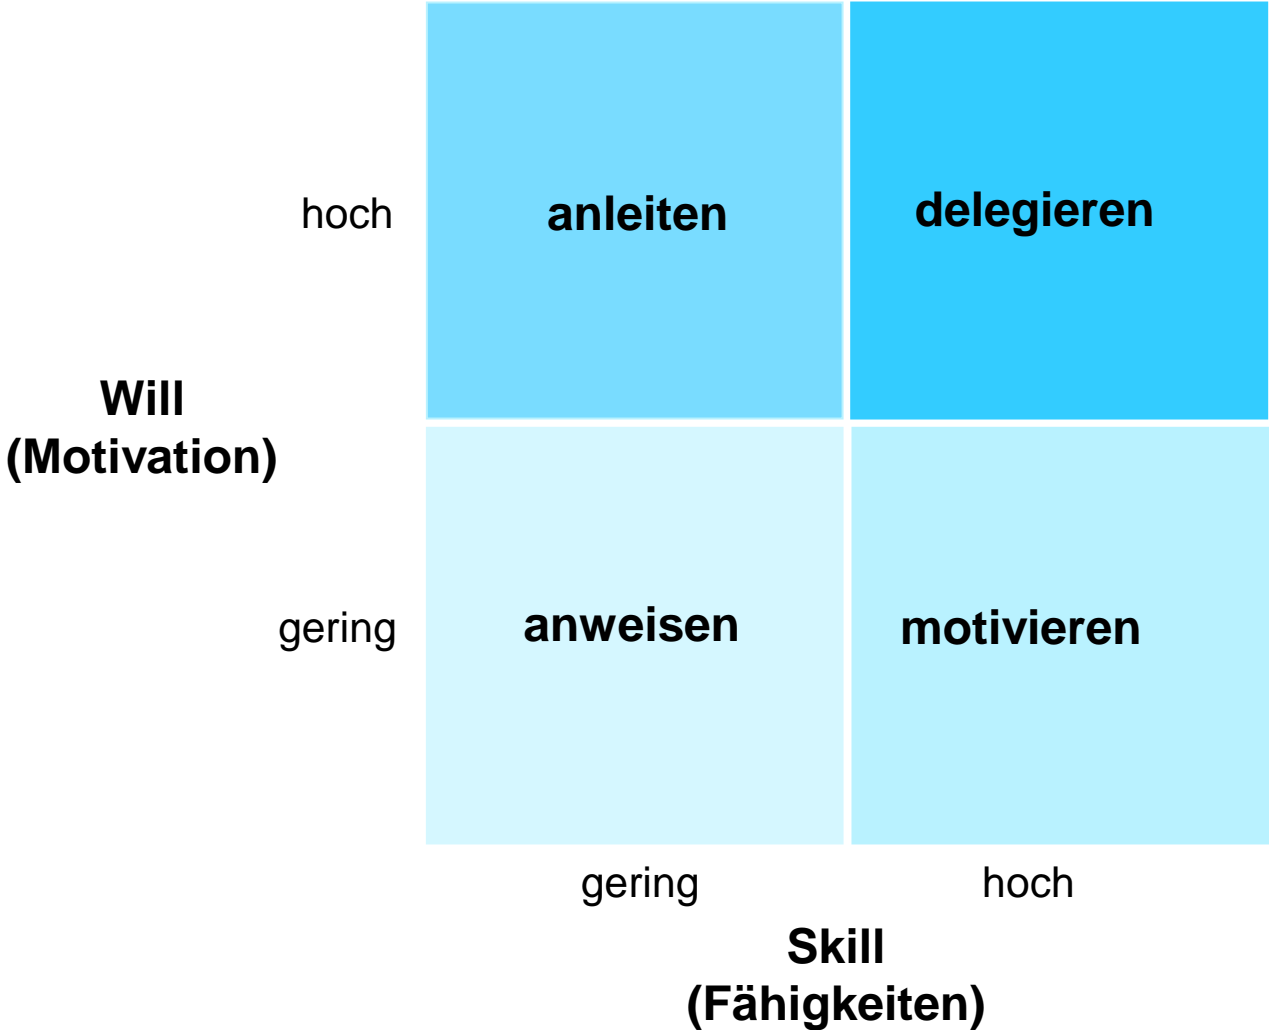 hoch
anleiten
delegieren
Will
(Motivation)
gering
anweisen
motivieren
gering
hoch
Skill
(Fähigkeiten)